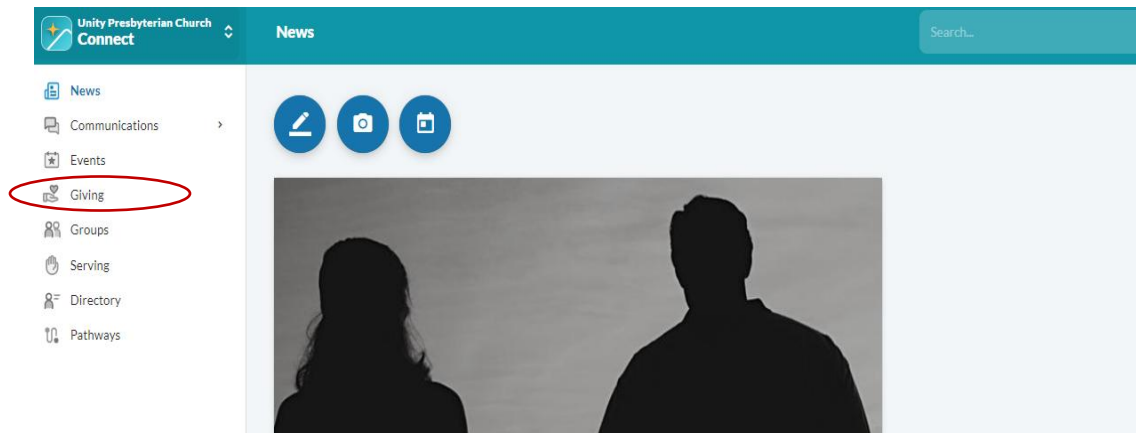 Unity Presbyterian Church
Connect
News
Search...
News
Communications
Events
Giving
Groups
Serving
Directory
Pathways